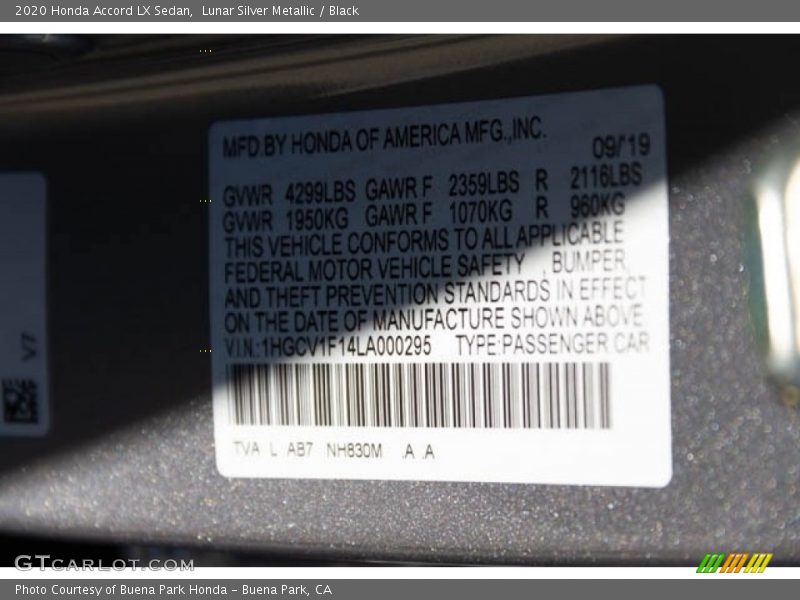 2020 Honda Accord LX Sedan,  Lunar Silver Metallic / Black
MFD.BY HONDA OF AMERICA MFG.,INC.
09/'19
GVWR 4299LBS GAWR F 2359LBS R 2116LBS
GVWR 1950KG GAWR F 1070KG R 960KG
THIS VEHICLE CONFORMS TO ALL APPLICABLE
FEDERAL MOTOR VEHICLE SAFETY , BUMPER
AND THEFT PREVENTION STANDARDS IN EFFECT
ON THE DATE OF MANUFACTURE SHOWN ABOVE
V.I.N.:1HGCV1F14LA000295 TYPE:PASSENGER CAR
TVA L AB7 NH830M .A .A
V7
GTCARLOT.COM
Photo Courtesy of Buena Park Honda – Buena Park, CA